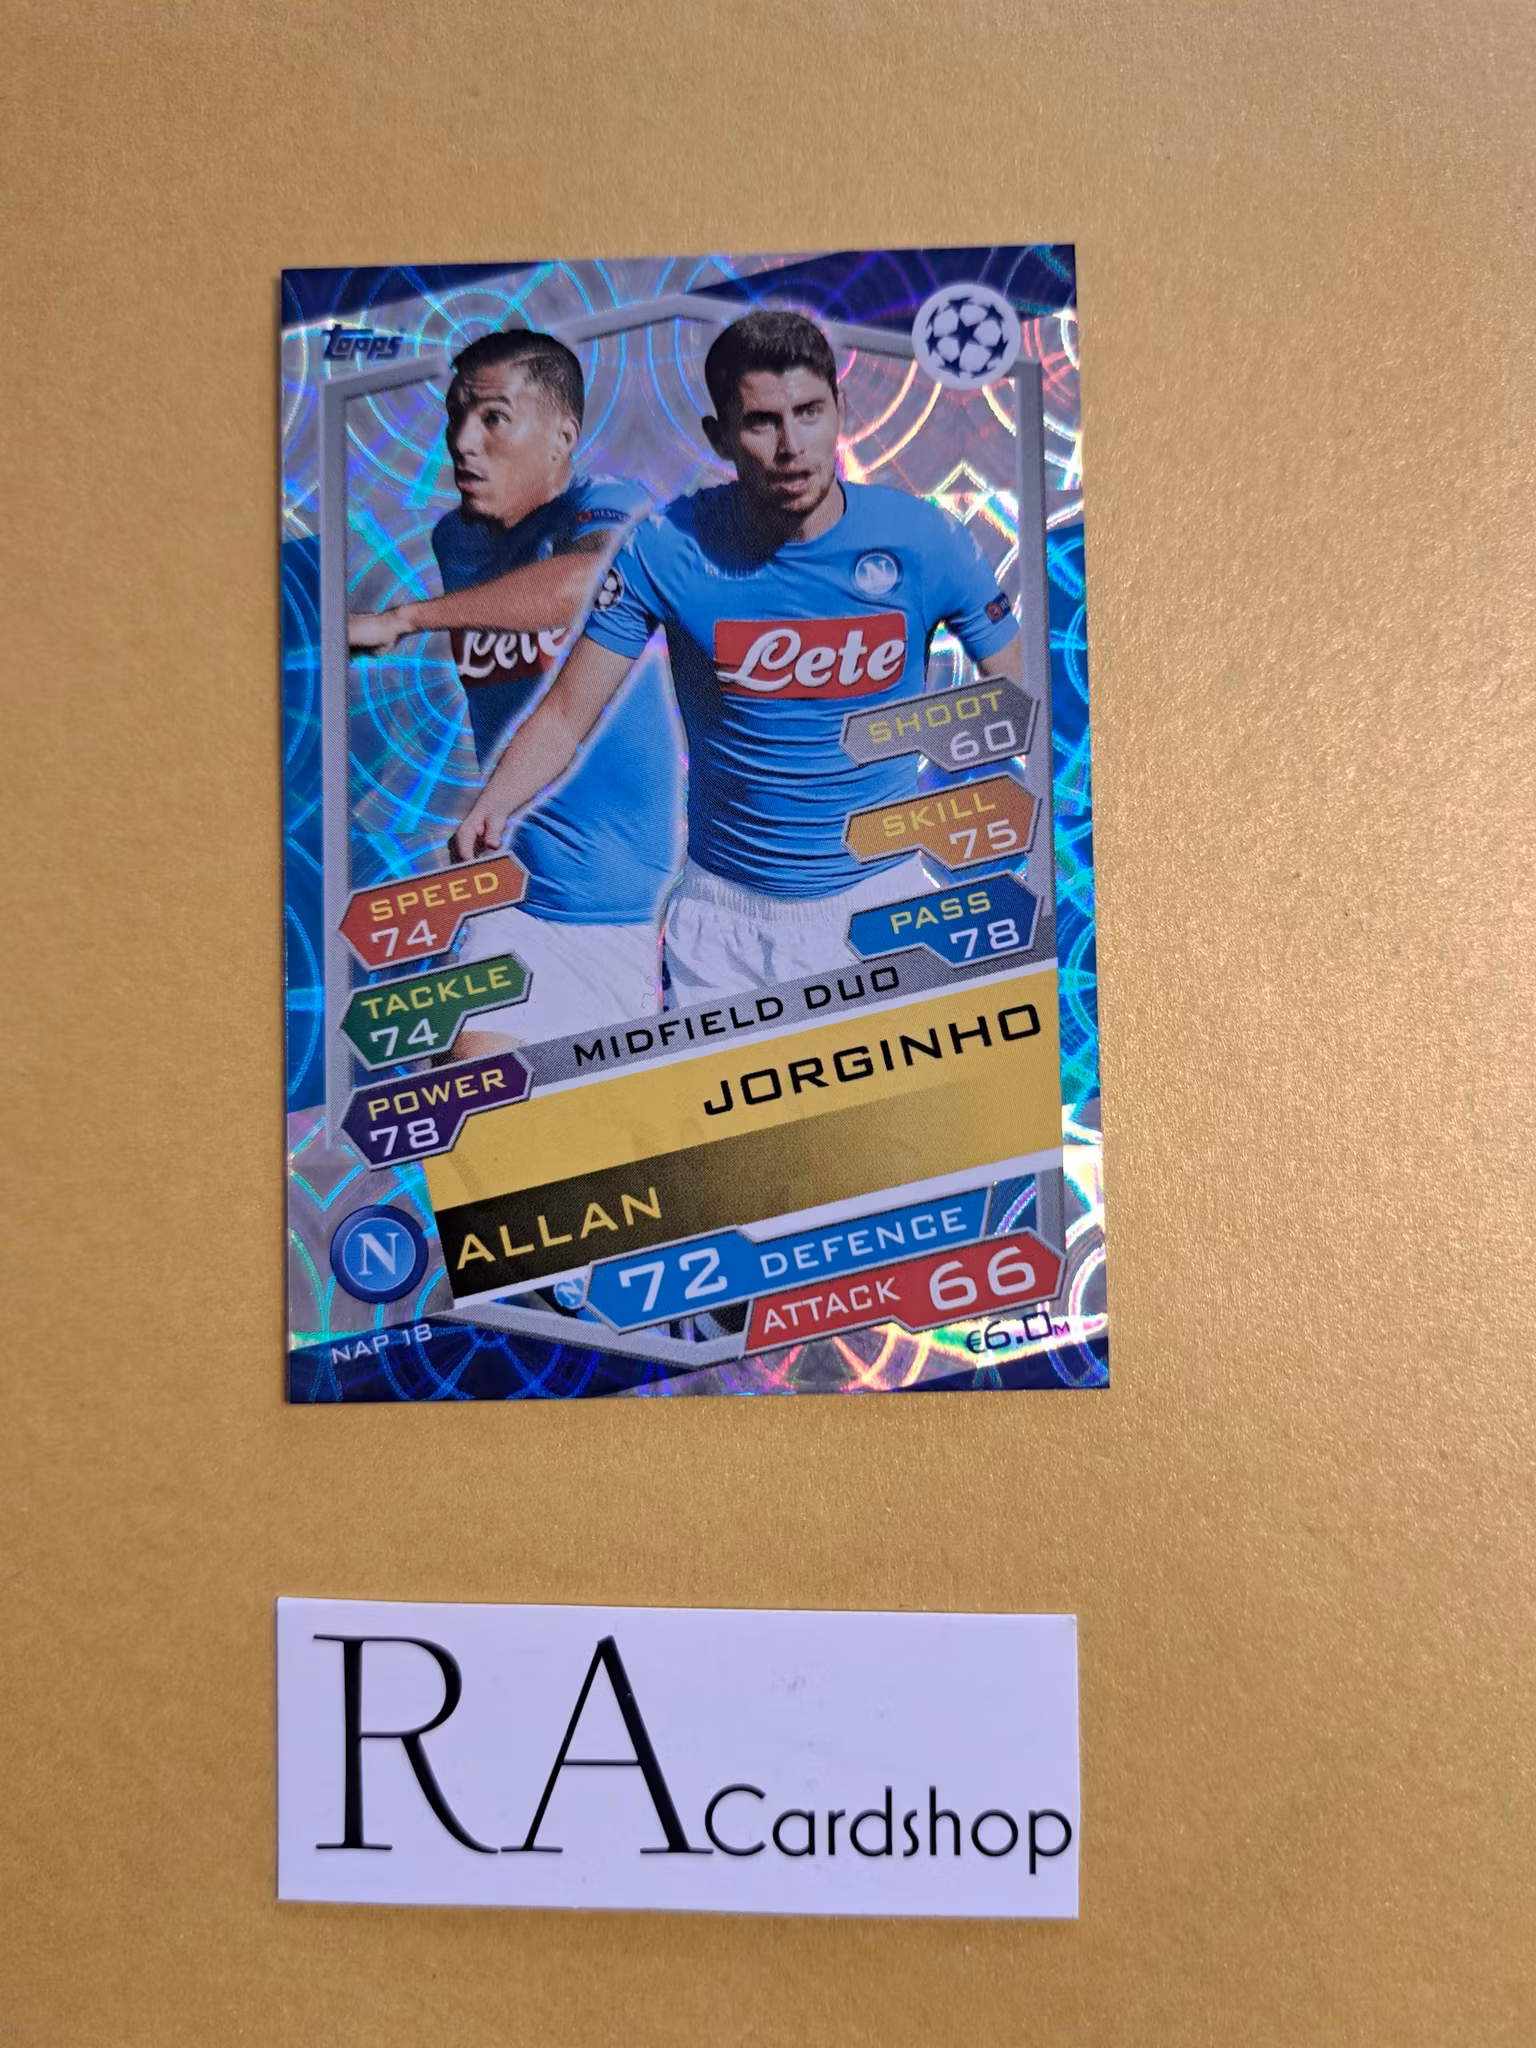 Topps
RESPECT
N
Lete
Lete
SHOOT
60
SKILL
75
PASS
78
SPEED
74
TACKLE
74
POWER
78
MIDFIELD DUO
JORGINHO
ALLAN
N
72 DEFENCE
ATTACK 66
NAP 18
€6.0M
RA Cardshop